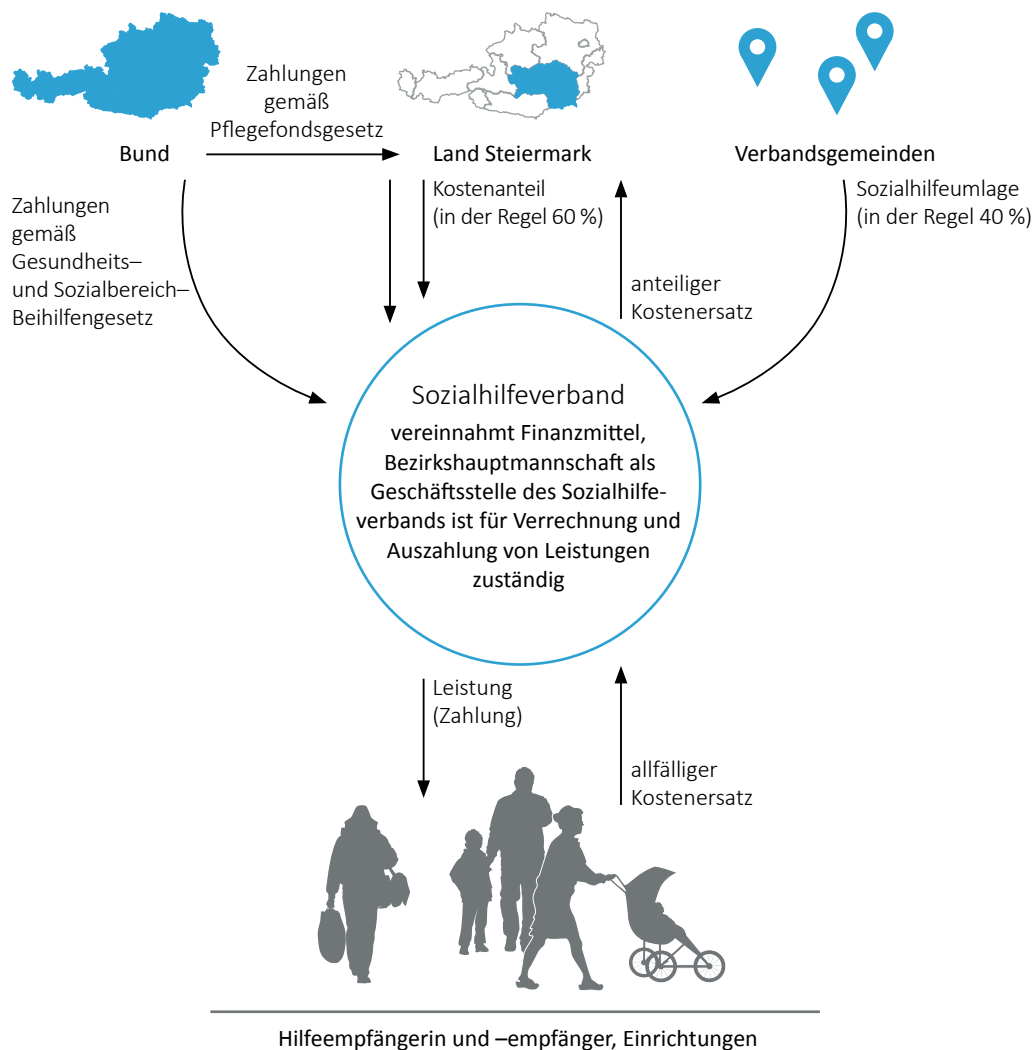 Zahlungen
gemäß
Pflegefondsgesetz
Bund
Land Steiermark
Verbandsgemeinden
Zahlungen
gemäß
Gesundheits–
und Sozialbereich–
Beihilfengesetz
Kostenanteil
(in der Regel 60 %)
anteiliger
Kostenersatz
Sozialhilfeumlage
(in der Regel 40 %)
Sozialhilfeverband
vereinnahmt Finanzmittel,
Bezirkshauptmannschaft als
Geschäftsstelle des Sozialhilfe-
verbands ist für Verrechnung und
Auszahlung von Leistungen
zuständig
Leistung
(Zahlung)
allfälliger
Kostenersatz
Hilfeempfängerin und –empfänger, Einrichtungen